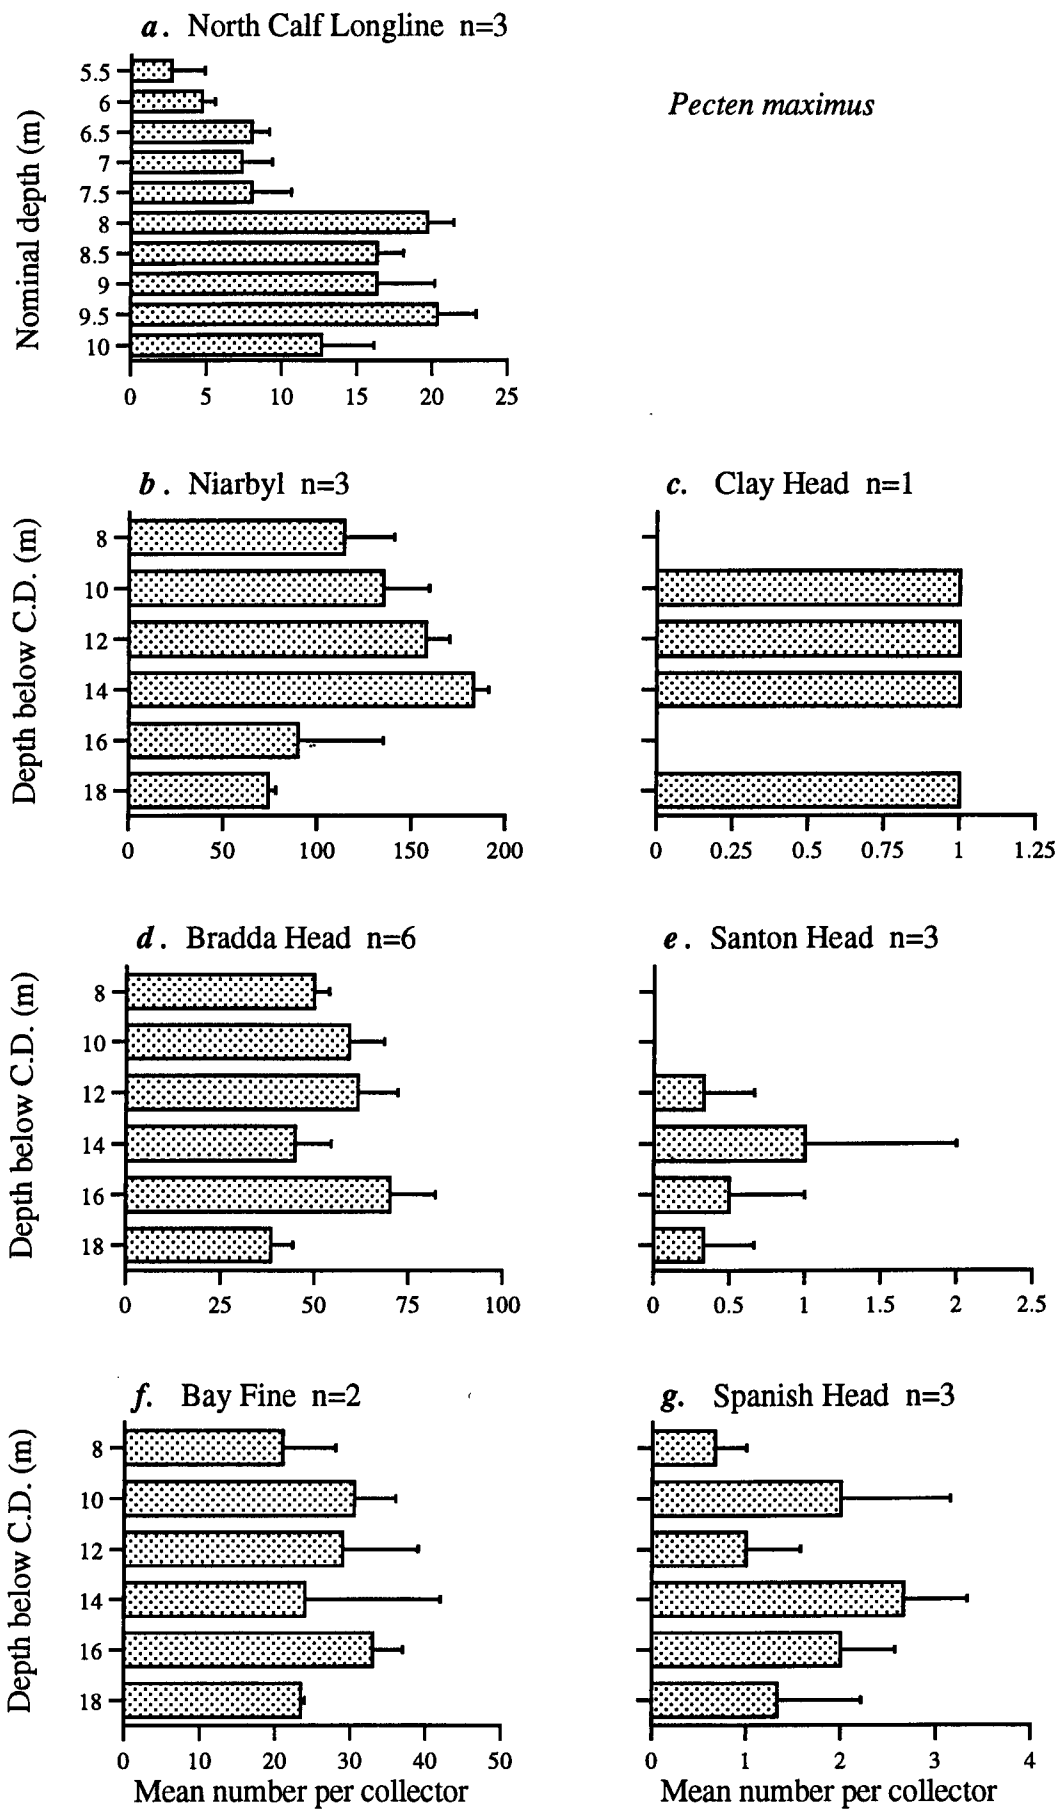 a. North Calf Longline n=3
Pecten maximus
Nominal depth (m)
5.5
6
6.5
7
7.5
8
8.5
9
9.5
10
0 5 10 15 20 25
b. Niarbyl n=3
Depth below C.D. (m)
8
10
12
14
16
18
0 50 100 150 200
c. Clay Head n=1
0 0.25 0.5 0.75 1 1.25
d. Bradda Head n=6
Depth below C.D. (m)
8
10
12
14
16
18
0 25 50 75 100
e. Santon Head n=3
0 0.5 1 1.5 2 2.5
f. Bay Fine n=2
Depth below C.D. (m)
8
10
12
14
16
18
0 10 20 30 40 50
Mean number per collector
g. Spanish Head n=3
0 1 2 3 4
Mean number per collector